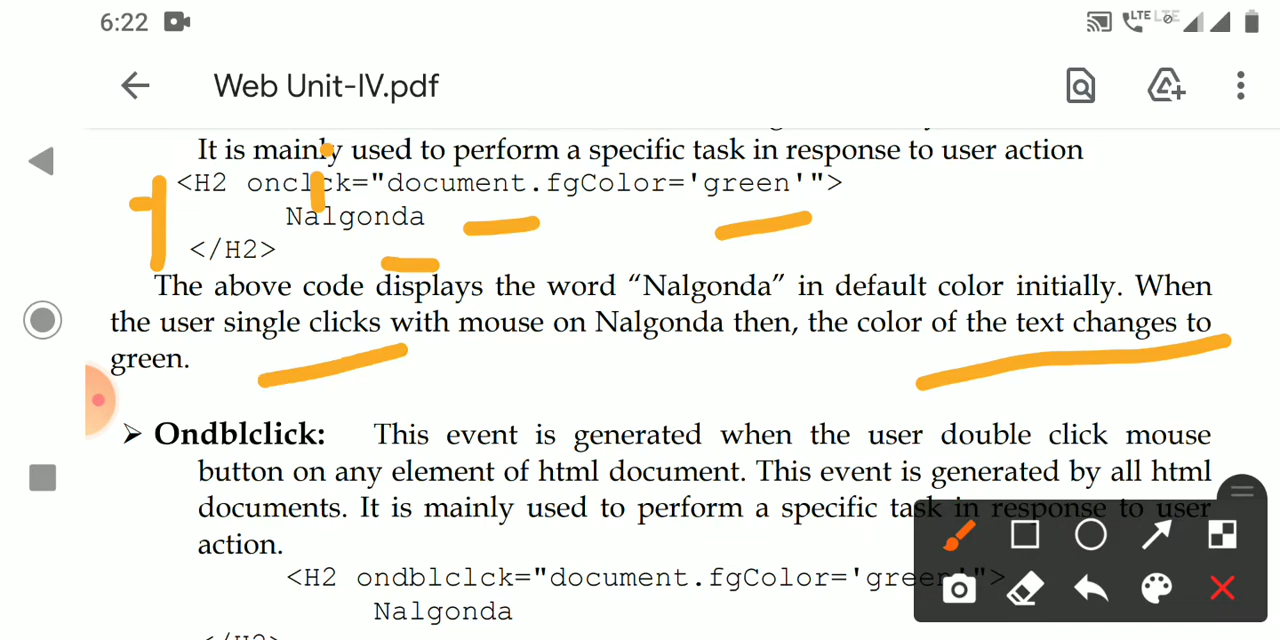 6:22
LTE LTE
Web Unit-IV.pdf
It is mainly used to perform a specific task in response to user action
<H2 onclck="document.fgColor='green'">
Nalgonda
</H2>
The above code displays the word “Nalgonda” in default color initially. When
the user single clicks with mouse on Nalgonda then, the color of the text changes to
green.
➢ Ondblclick: This event is generated when the user double click mouse
button on any element of html document. This event is generated by all html
documents. It is mainly used to perform a specific task in response to user
action.
<H2 ondblclck="document.fgColor='green'">
Nalgonda
</H2>